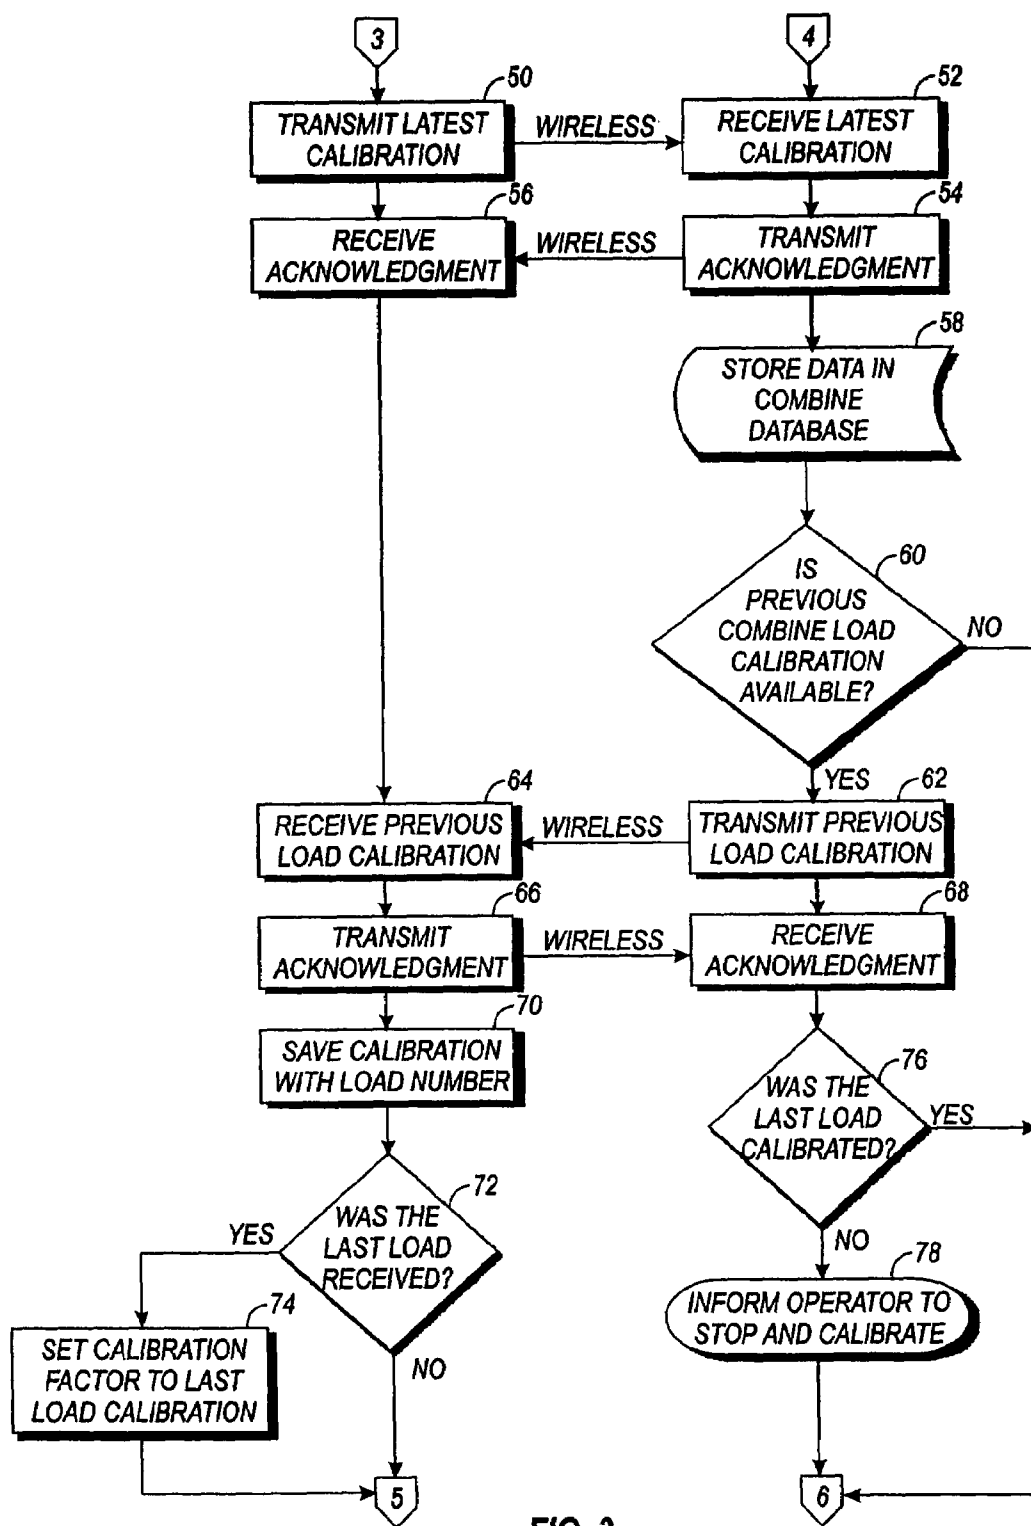 3
4
50
52
TRANSMIT LATEST
CALIBRATION
WIRELESS
RECEIVE LATEST
CALIBRATION
56
54
RECEIVE
ACKNOWLEDGMENT
WIRELESS
TRANSMIT
ACKNOWLEDGMENT
58
STORE DATA IN
COMBINE
DATABASE
60
IS
PREVIOUS
COMBINE LOAD
CALIBRATION
AVAILABLE?
NO
YES
64
62
RECEIVE PREVIOUS
LOAD CALIBRATION
WIRELESS
TRANSMIT PREVIOUS
LOAD CALIBRATION
66
68
TRANSMIT
ACKNOWLEDGMENT
WIRELESS
RECEIVE
ACKNOWLEDGMENT
70
SAVE CALIBRATION
WITH LOAD NUMBER
76
WAS THE
LAST LOAD
CALIBRATED?
YES
NO
72
WAS THE
LAST LOAD
RECEIVED?
YES
NO
78
INFORM OPERATOR TO
STOP AND CALIBRATE
74
SET CALIBRATION
FACTOR TO LAST
LOAD CALIBRATION
5
6